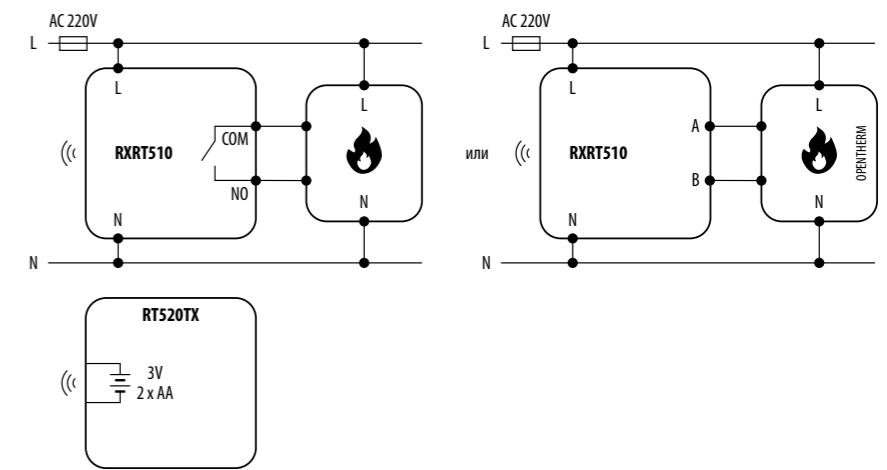 AC 220V
L
L
RXRT510
COM
NO
N
L
N
N
или
AC 220V
L
L
RXRT510
A
B
N
L
OPENTHERM
N
N
RT520TX
3V
2 x AA